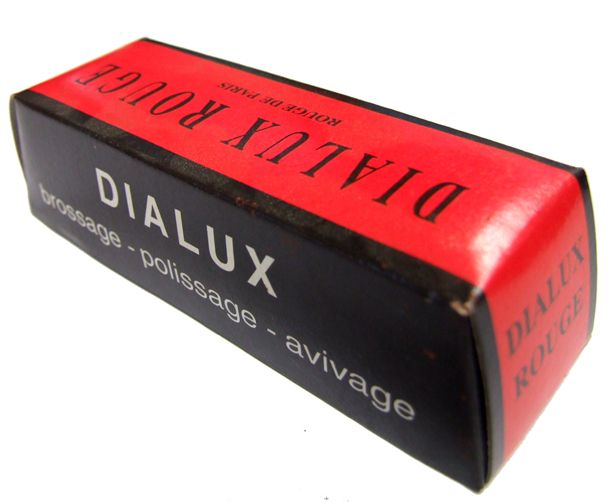 DIALUX ROUGE
ROUGE DE PARIS
DIALUX
brossage - polissage - avivage
DIALUX
ROUGE